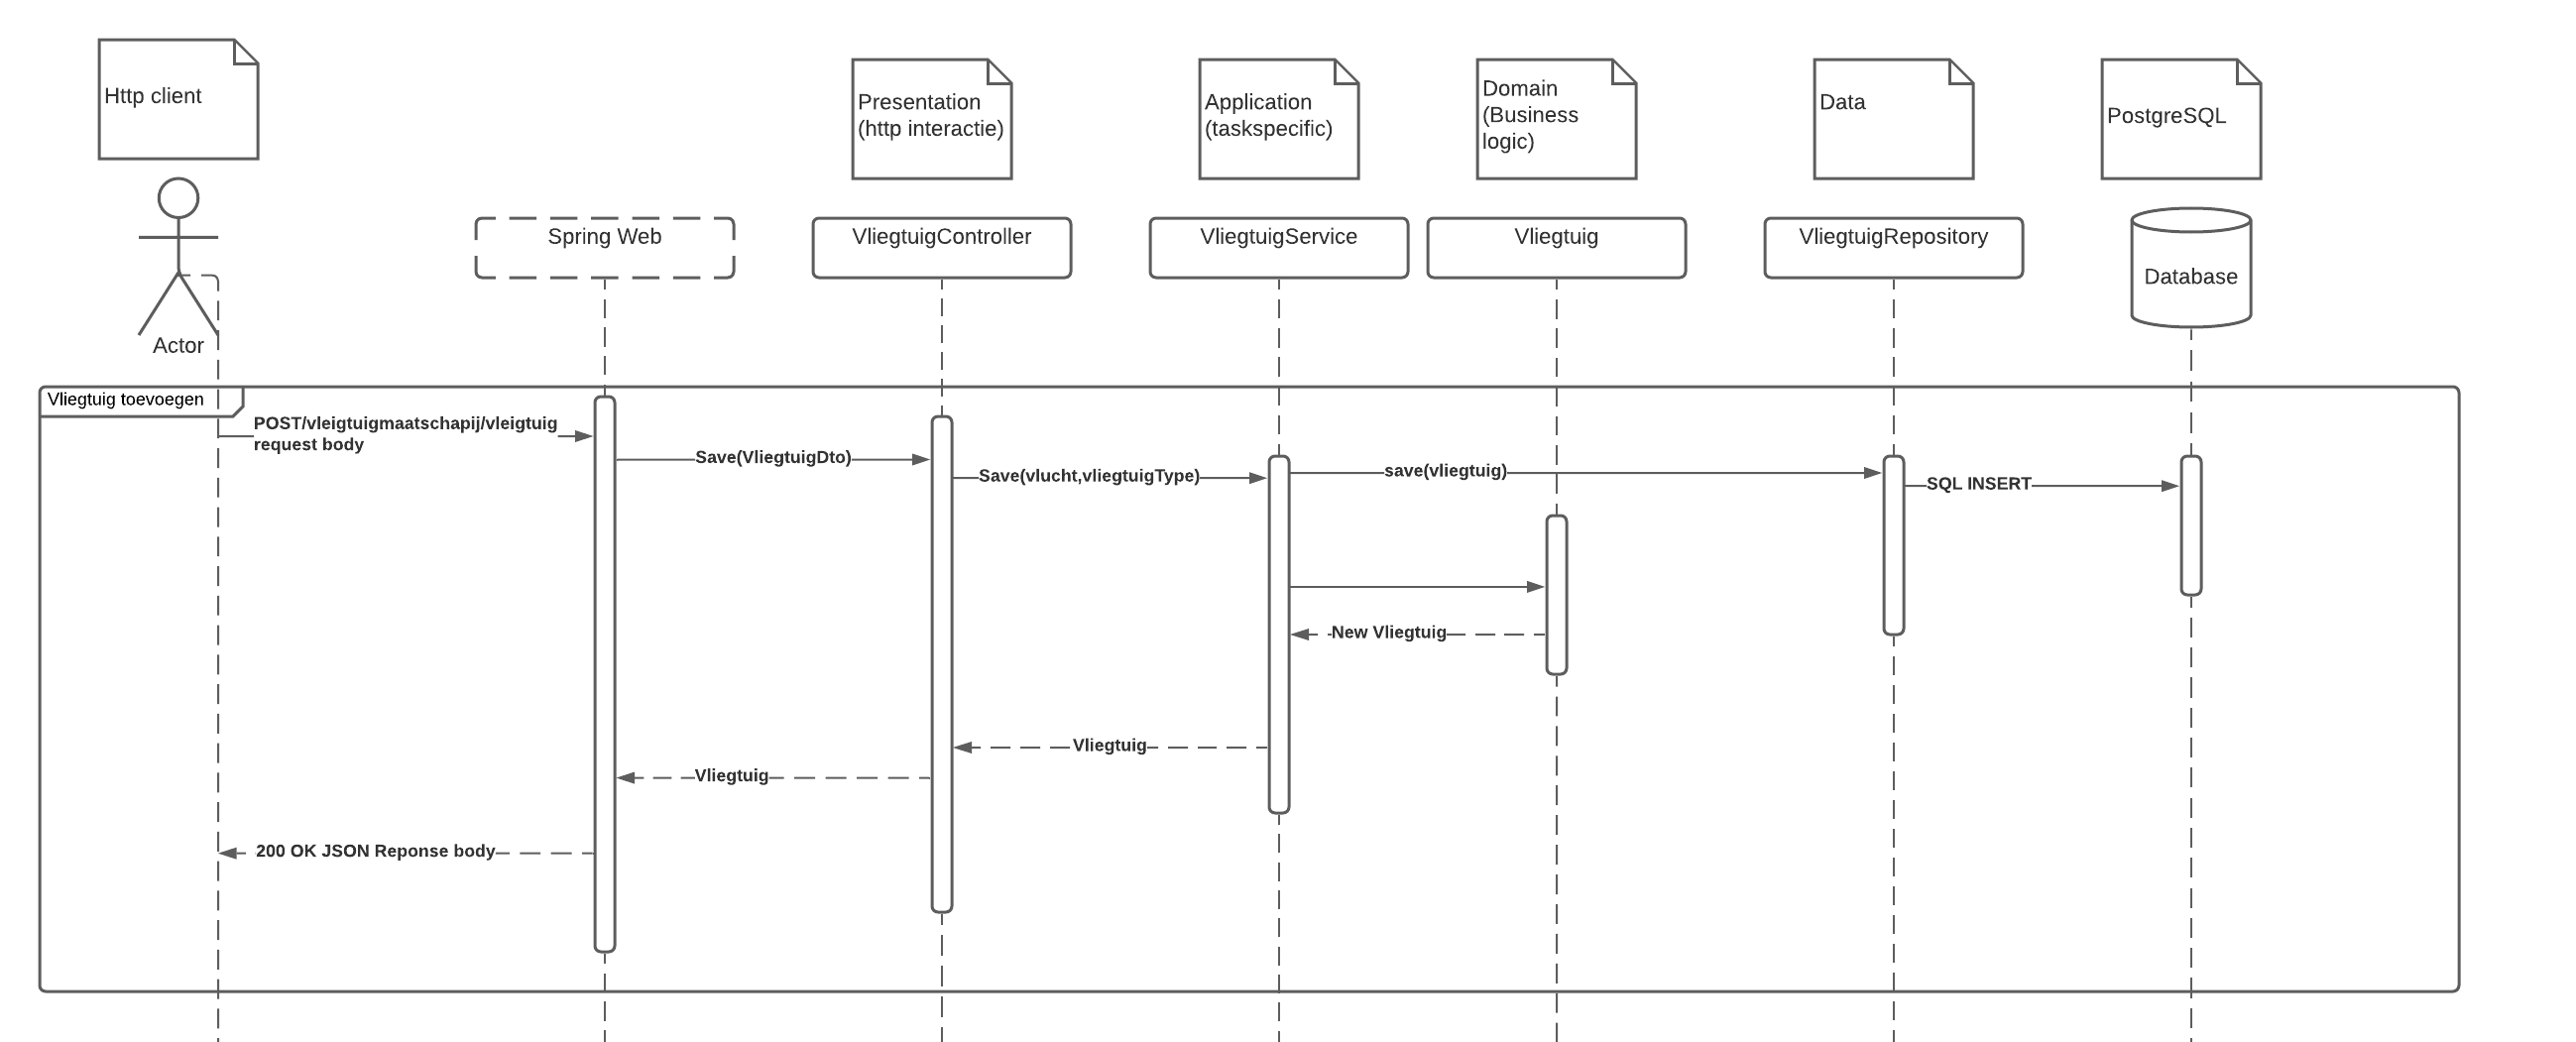 Http client
Presentation
(http interactie)
Application
(taskspecific)
Domain
(Business
logic)
Data
PostgreSQL
Actor
Spring Web
VliegtuigController
VliegtuigService
Vliegtuig
VliegtuigRepository
Database
Vliegtuig toevoegen
POST/vleigtuigmaatschapij/vleigtuig
request body
Save(VliegtuigDto)
Save(vlucht,vliegtuigType)
save(vliegtuig)
SQL INSERT
New Vliegtuig
Vliegtuig
Vliegtuig
200 OK JSON Reponse body